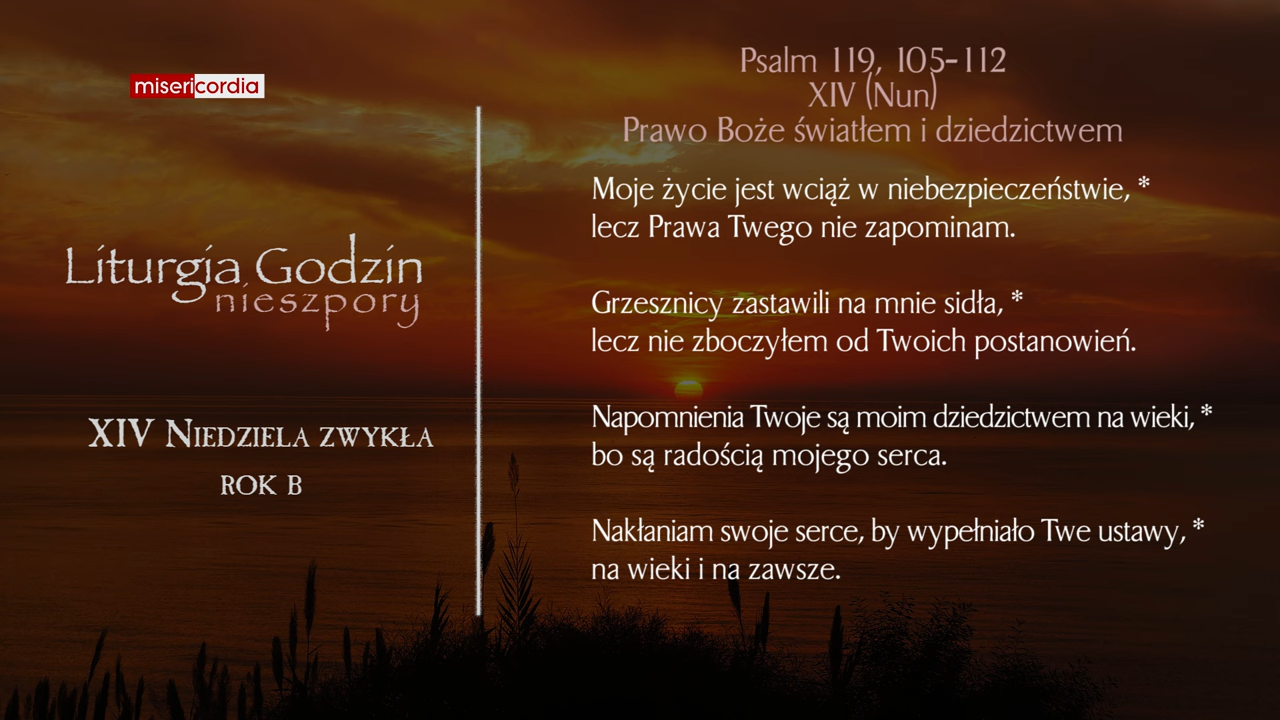 misericordia
Liturgia Godzin
nieszpory
XIV Niedziela zwykła
rok B
Psalm 119, 105-112
XIV (Nun)
Prawo Boże światłem i dziedzictwem
Moje życie jest wciąż w niebezpieczeństwie, *
lecz Prawa Twego nie zapominam.
Grzesznicy zastawili na mnie sidła, *
lecz nie zboczyłem od Twoich postanowień.
Napomnienia Twoje są moim dziedzictwem na wieki, *
bo są radością mojego serca.
Nakłaniam swoje serce, by wypełniało Twe ustawy, *
na wieki i na zawsze.